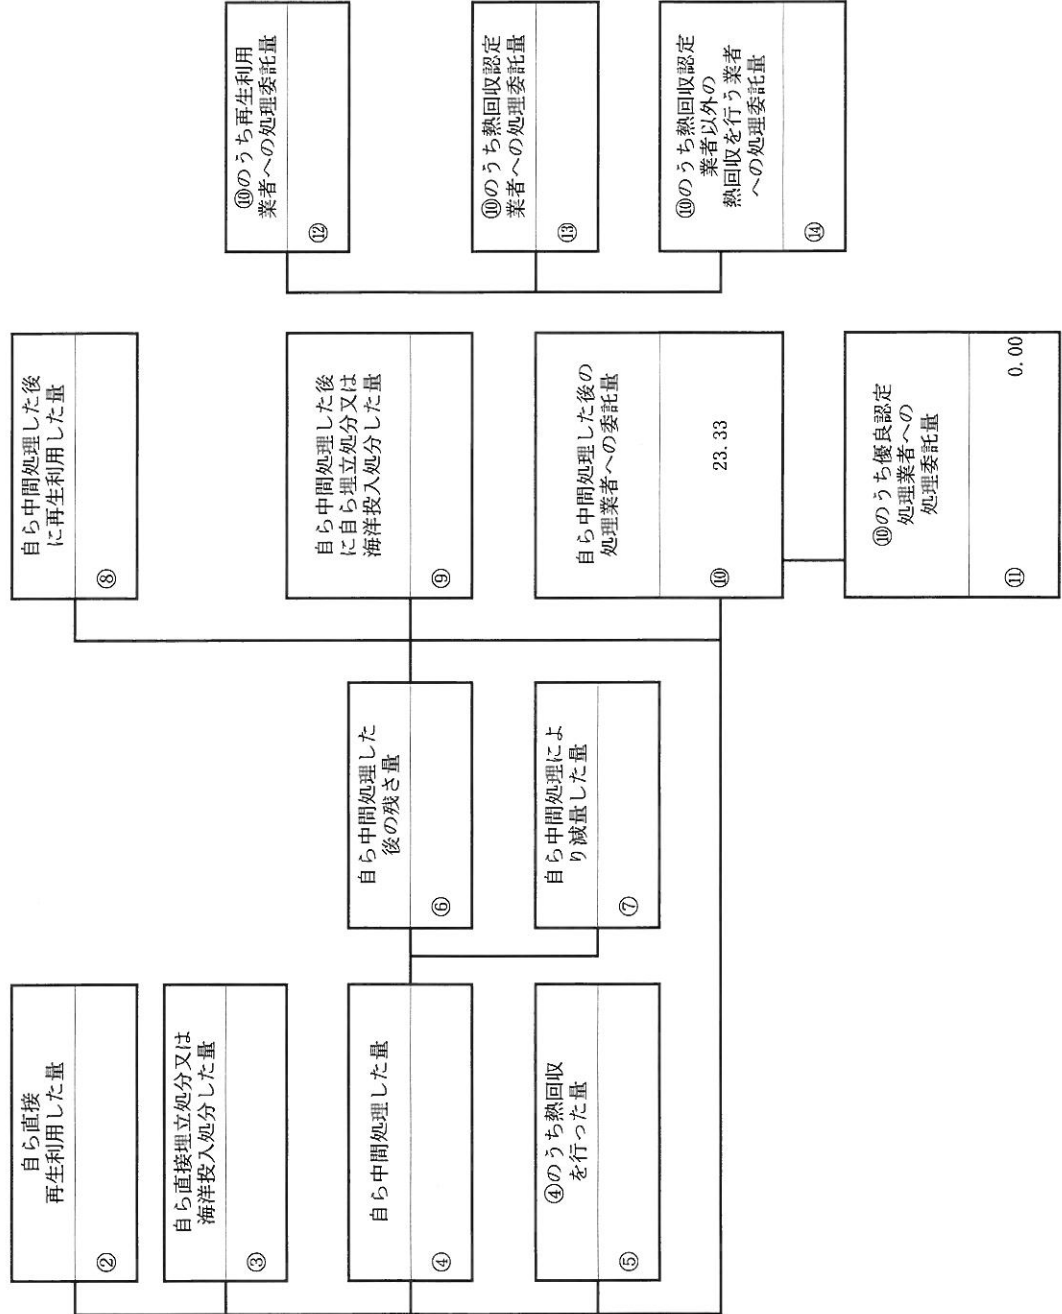 自ら直接
再生利用した量
②
自ら直接埋立処分又は
海洋投入処分した量
③
自ら中間処理した量
④
④のうち熱回収
を行った量
⑤
自ら中間処理した
後の残さ量
⑥
自ら中間処理によ
り減量した量
⑦
自ら中間処理した後
に再生利用した量
⑧
自ら中間処理した後
に自ら埋立処分又は
海洋投入処分した量
⑨
自ら中間処理した後の
処理業者への委託量
⑩
23.33
⑩のうち優良認定
処理業者への
処理委託量
⑪
0.00
⑩のうち再生利用
業者への処理委託量
⑫
⑩のうち熱回収認定
業者への処理委託量
⑬
⑩のうち熱回収認定
業者以外の
熱回収を行う業者
への処理委託量
⑭